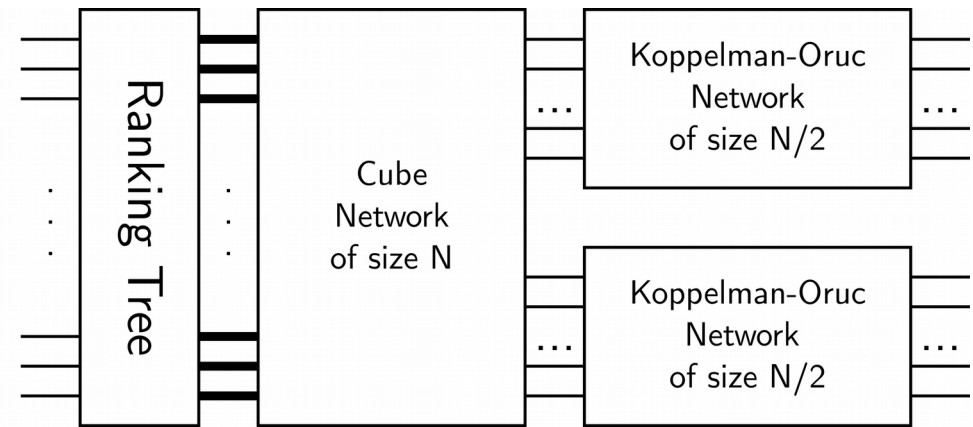 Ranking Tree
Cube
Network
of size N
Koppelman-Oruc
Network
of size N/2
...
...
Koppelman-Oruc
Network
of size N/2
...
...